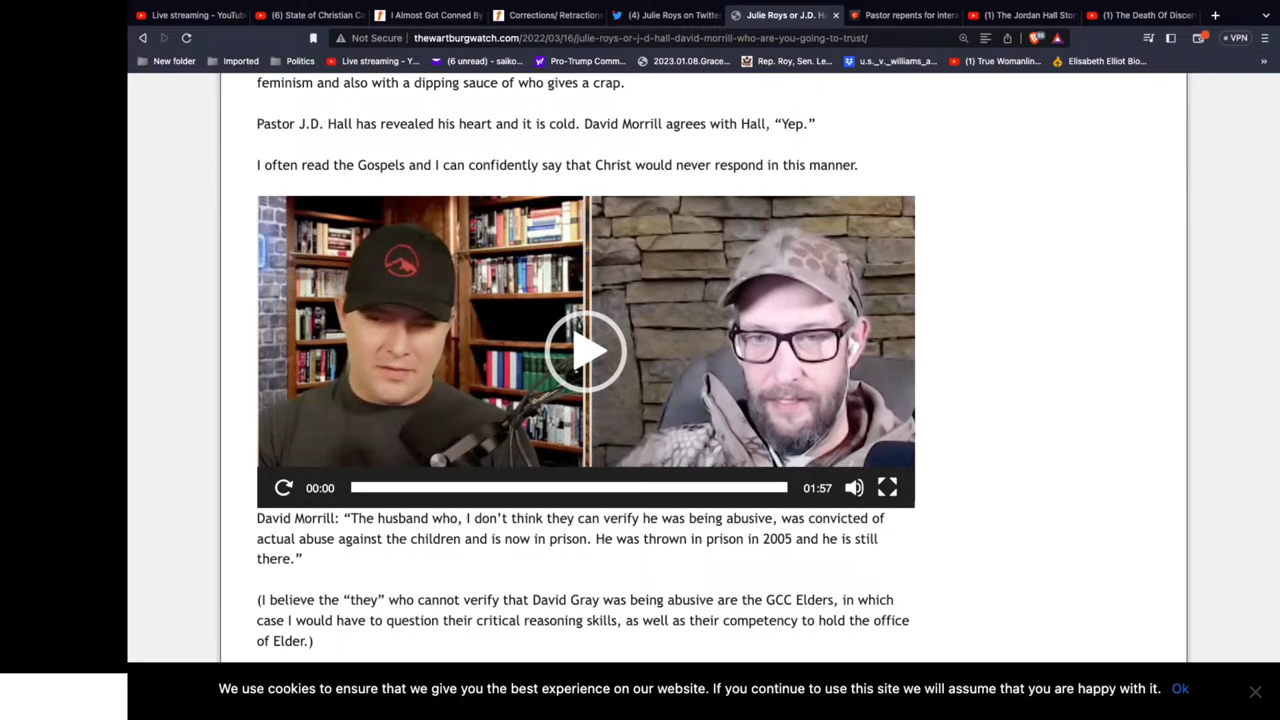 Live streaming - YouTub
(6) State of Christian Co
I Almost Got Conned By
Corrections/ Retractions
(4) Julie Roys on Twitter
Julie Roys or J.D. Ha
Pastor repents for intera
(1) The Jordan Hall Stor
(1) The Death Of Discer
Not Secure | thewartburgwatch.com/2022/03/16/julie-roys-or-j-d-hall-david-morrill-who-are-you-going-to-trust/
VPN
New folder
Imported
Politics
Live streaming - Y...
(6 unread) - saiko...
Pro-Trump Comm...
2023.01.08.Grace...
Rep. Roy, Sen. Le...
u.s._v._williams_a...
(1) True Womanlin...
Elisabeth Elliot Bio...
feminism and also with a dipping sauce of who gives a crap.
Pastor J.D. Hall has revealed his heart and it is cold. David Morrill agrees with Hall, “Yep.”
I often read the Gospels and I can confidently say that Christ would never respond in this manner.
00:00
01:57
David Morrill: “The husband who, I don’t think they can verify he was being abusive, was convicted of
actual abuse against the children and is now in prison. He was thrown in prison in 2005 and he is still
there.”
(I believe the “they” who cannot verify that David Gray was being abusive are the GCC Elders, in which
case I would have to question their critical reasoning skills, as well as their competency to hold the office
of Elder.)
We use cookies to ensure that we give you the best experience on our website. If you continue to use this site we will assume that you are happy with it. Ok